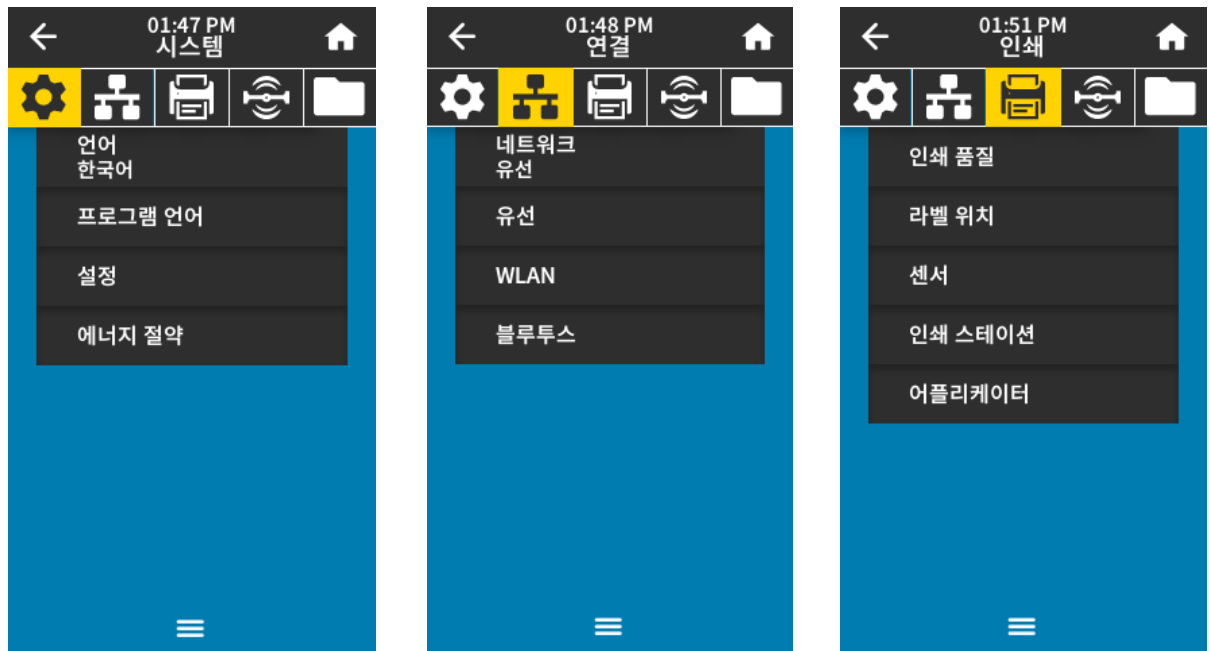 01:47 PM
시스템
언어
한국어
프로그램 언어
설정
에너지 절약
01:48 PM
연결
네트워크
유선
유선
WLAN
블루투스
01:51 PM
인쇄
인쇄 품질
라벨 위치
센서
인쇄 스테이션
어플리케이터